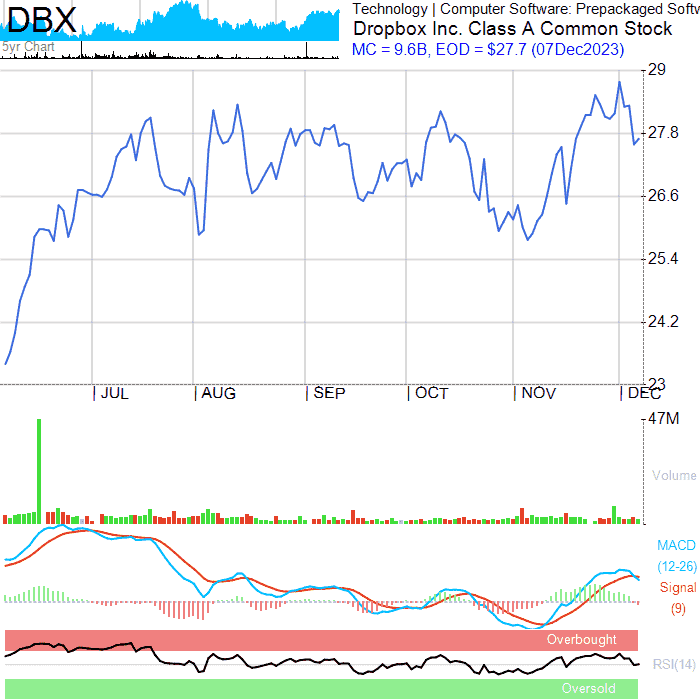 DBX
Technology | Computer Software: Prepackaged Softw
Dropbox Inc. Class A Common Stock
MC = 9.6B, EOD = $27.7 (07Dec2023)
5yr Chart
29
27.8
26.6
25.4
24.2
23
JUL AUG SEP OCT NOV DEC
47M
Volume
MACD
(12-26)
Signal
(9)
Overbought
RSI(14)
Oversold